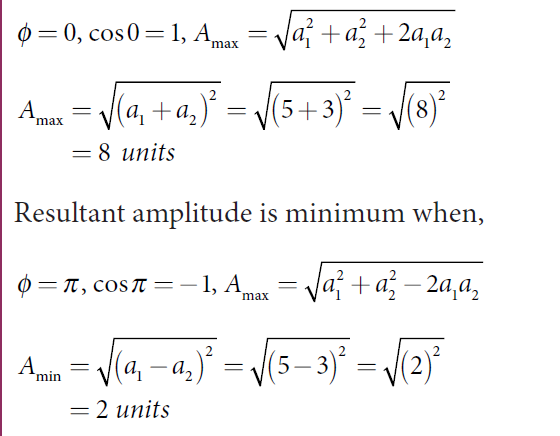 ϕ = 0, cos 0 = 1, A_max = √(a₁² + a₂² + 2a₁a₂)
A_max = √((a₁ + a₂)²) = √((5 + 3)²) = √((8)²)
= 8 units
Resultant amplitude is minimum when,
ϕ = π, cos π = − 1, A_max = √(a₁² + a₂² − 2a₁a₂)
A_min = √((a₁ − a₂)²) = √((5 − 3)²) = √((2)²)
= 2 units